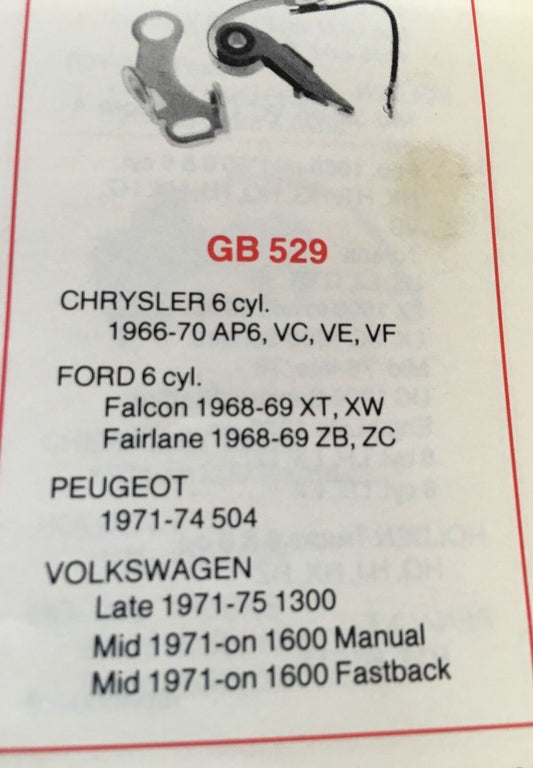 GB 529
CHRYSLER 6 cyl.
1966-70 AP6, VC, VE, VF
FORD 6 cyl.
Falcon 1968-69 XT, XW
Fairlane 1968-69 ZB, ZC
PEUGEOT
1971-74 504
VOLKSWAGEN
Late 1971-75 1300
Mid 1971-on 1600 Manual
Mid 1971-on 1600 Fastback